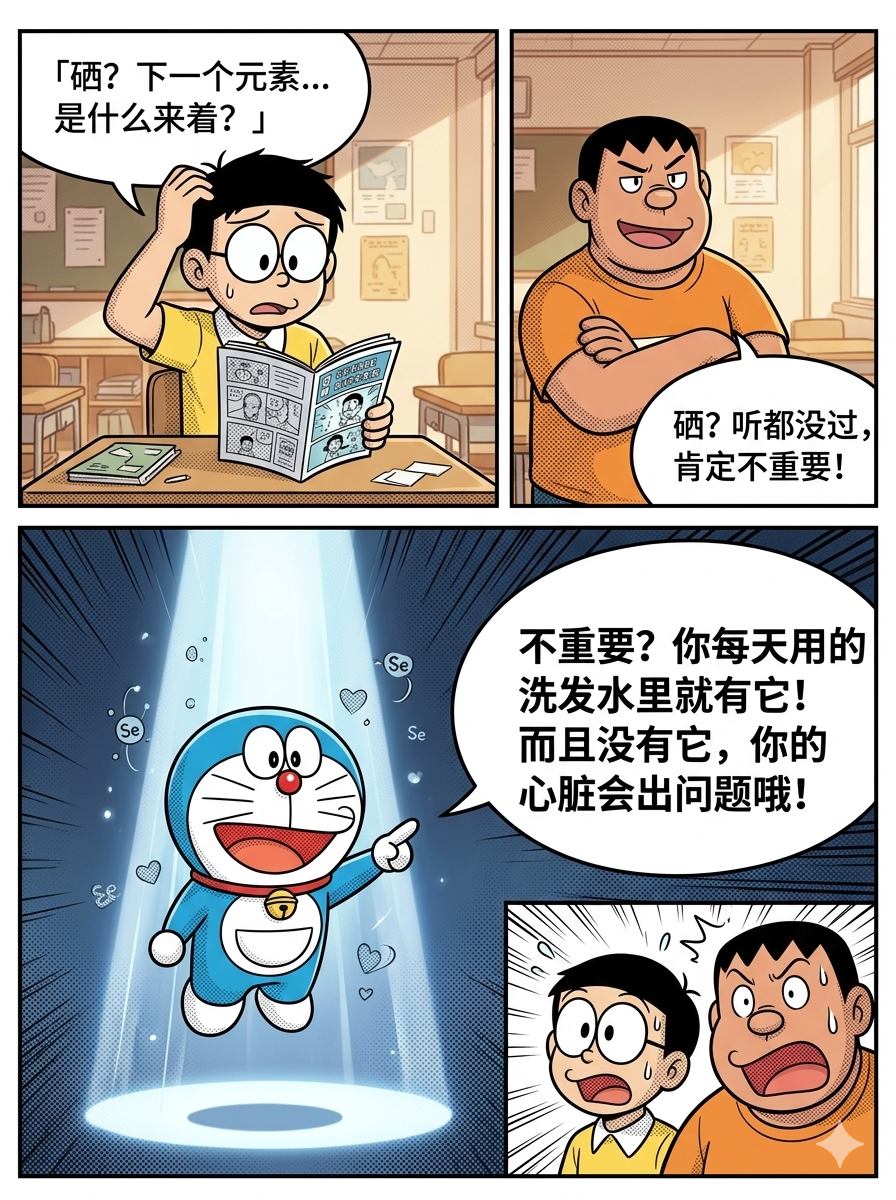 「硒？下一个元素...
是什么来着？」
硒？听都没过，
肯定不重要！
不重要？你每天用的
洗发水里就有它！
而且没有它，你的
心脏会出问题哦！
Se
Se
Se